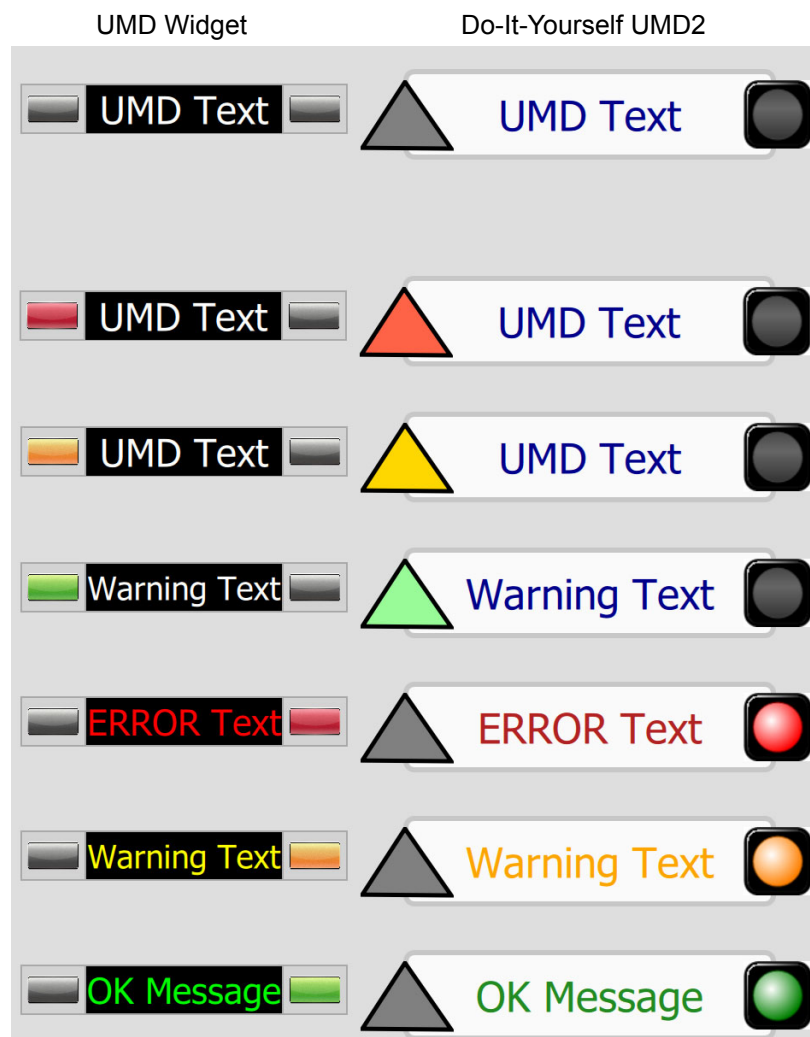 UMD Widget Do-It-Yourself UMD2
UMD Text UMD Text
UMD Text UMD Text
UMD Text UMD Text
Warning Text Warning Text
ERROR Text ERROR Text
Warning Text Warning Text
OK Message OK Message